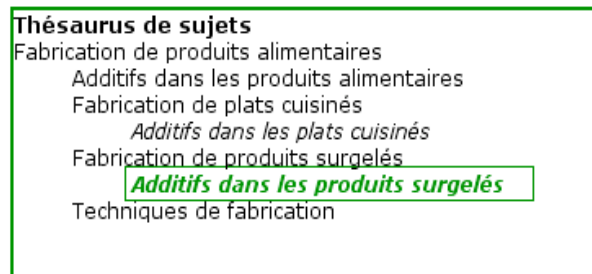 Thésaurus de sujets
Fabrication de produits alimentaires
Additifs dans les produits alimentaires
Fabrication de plats cuisinés
Additifs dans les plats cuisinés
Fabrication de produits surgelés
Additifs dans les produits surgelés
Techniques de fabrication